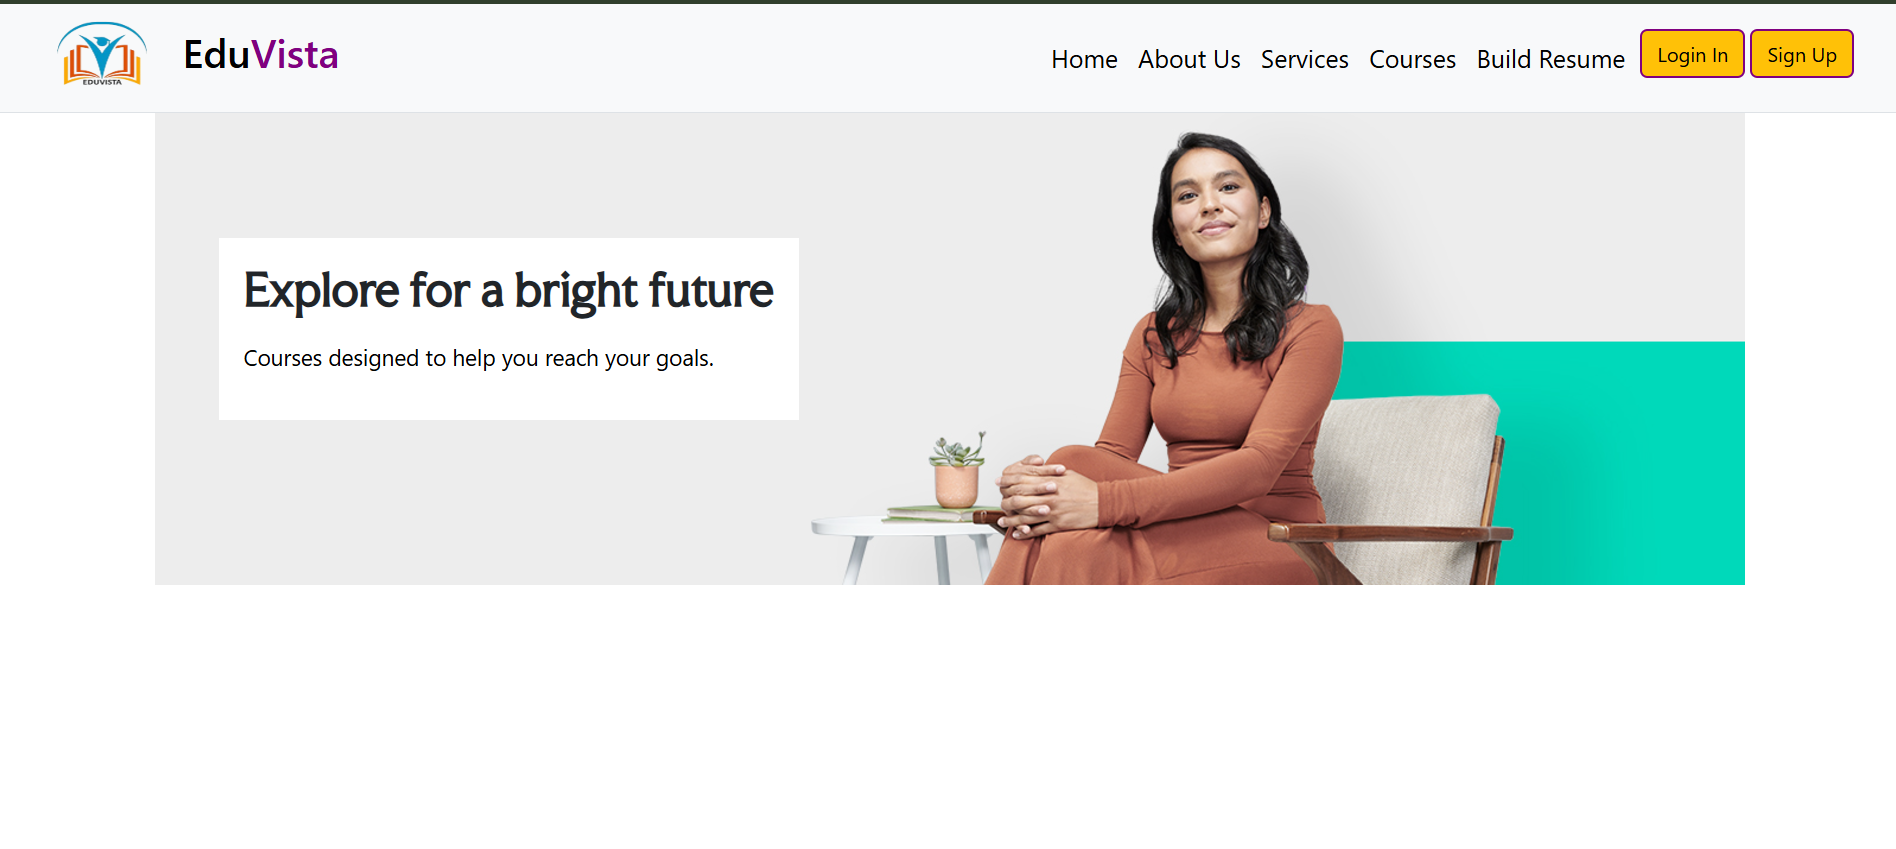 EDUVISTA
EduVista
Home About Us Services Courses Build Resume Login In Sign Up
Explore for a bright future
Courses designed to help you reach your goals.